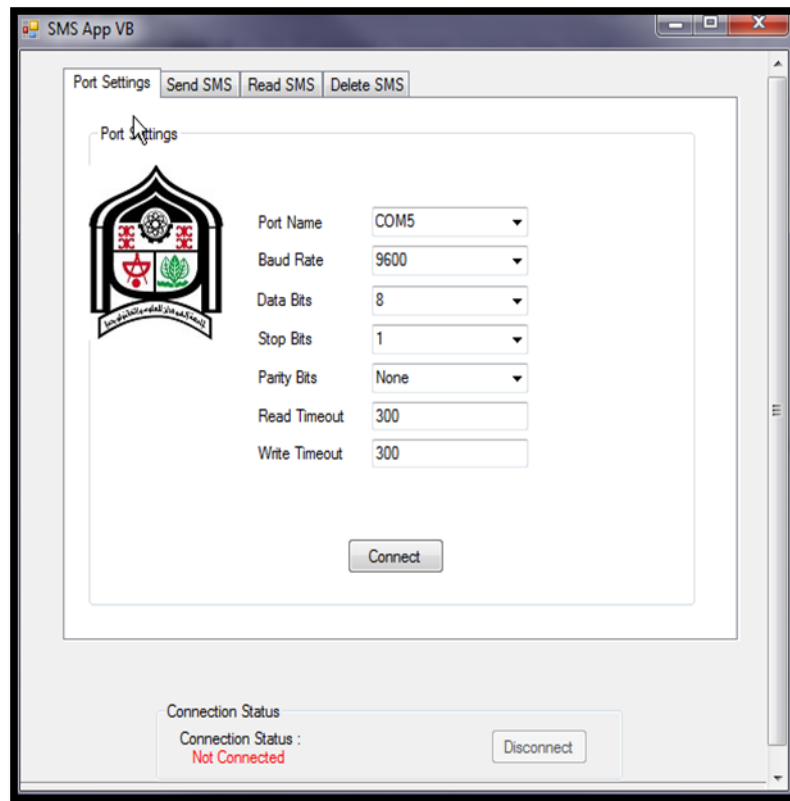 SMS App VB
Port Settings Send SMS Read SMS Delete SMS
Port Settings
Port Name COM5
Baud Rate 9600
Data Bits 8
Stop Bits 1
Parity Bits None
Read Timeout 300
Write Timeout 300
Connect
Connection Status
Connection Status :
Not Connected
Disconnect